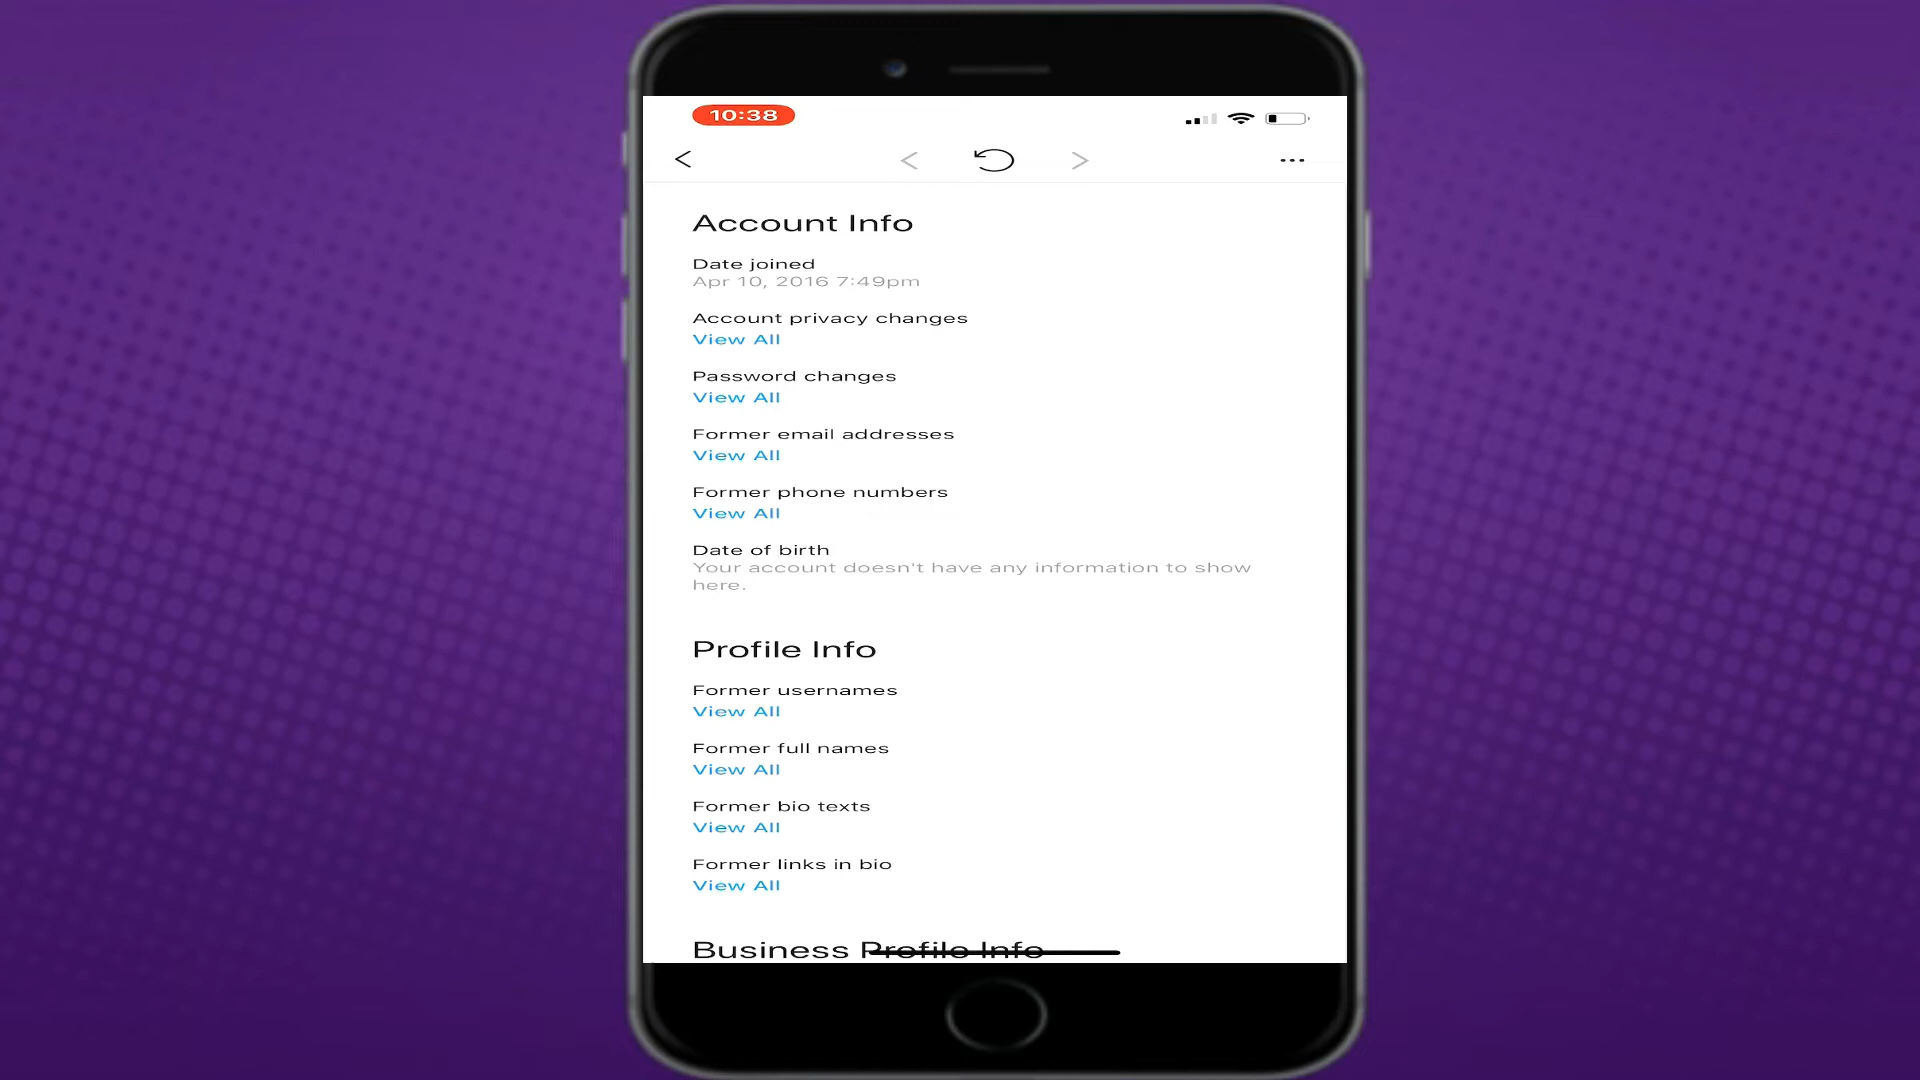 10:38
Account Info
Date joined
Apr 10, 2016 7:49pm
Account privacy changes
View All
Password changes
View All
Former email addresses
View All
Former phone numbers
View All
Date of birth
Your account doesn't have any information to show
here.
Profile Info
Former usernames
View All
Former full names
View All
Former bio texts
View All
Former links in bio
View All
Business Profile Info